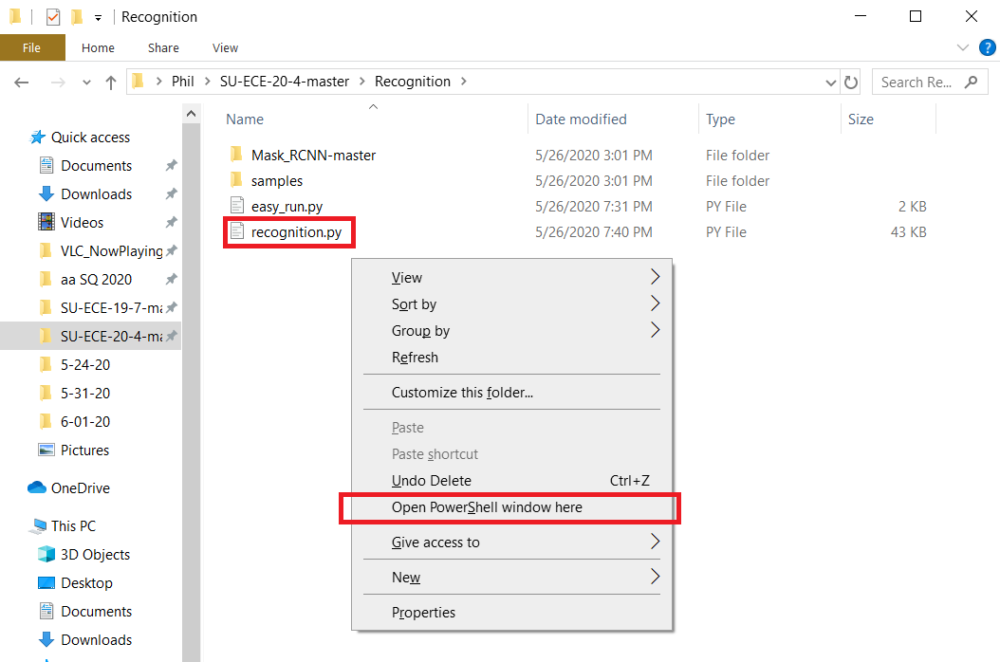 Recognition
File Home Share View
Phil SU-ECE-20-4-master Recognition Search Re...
Name Date modified Type Size
Quick access
Documents
Downloads
Videos
VLC_NowPlaying
aa SQ 2020
SU-ECE-19-7-ma
SU-ECE-20-4-ma
5-24-20
5-31-20
6-01-20
Pictures
OneDrive
This PC
3D Objects
Desktop
Documents
Downloads
Mask_RCNN-master 5/26/2020 3:01 PM File folder
samples 5/26/2020 3:01 PM File folder
easy_run.py 5/26/2020 7:31 PM PY File 2 KB
recognition.py 5/26/2020 7:40 PM PY File 43 KB
View
Sort by
Group by
Refresh
Customize this folder...
Paste
Paste shortcut
Undo Delete Ctrl+Z
Open PowerShell window here
Give access to
New
Properties